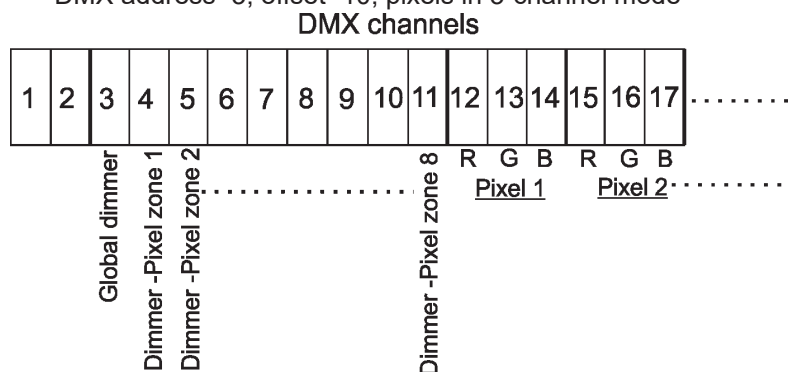 DMX channels
1 2 3 4 5 6 7 8 9 10 11 12 13 14 15 16 17
R G B R G B
Pixel 1 Pixel 2
Global dimmer
Dimmer -Pixel zone 1
Dimmer -Pixel zone 2
Dimmer -Pixel zone 8